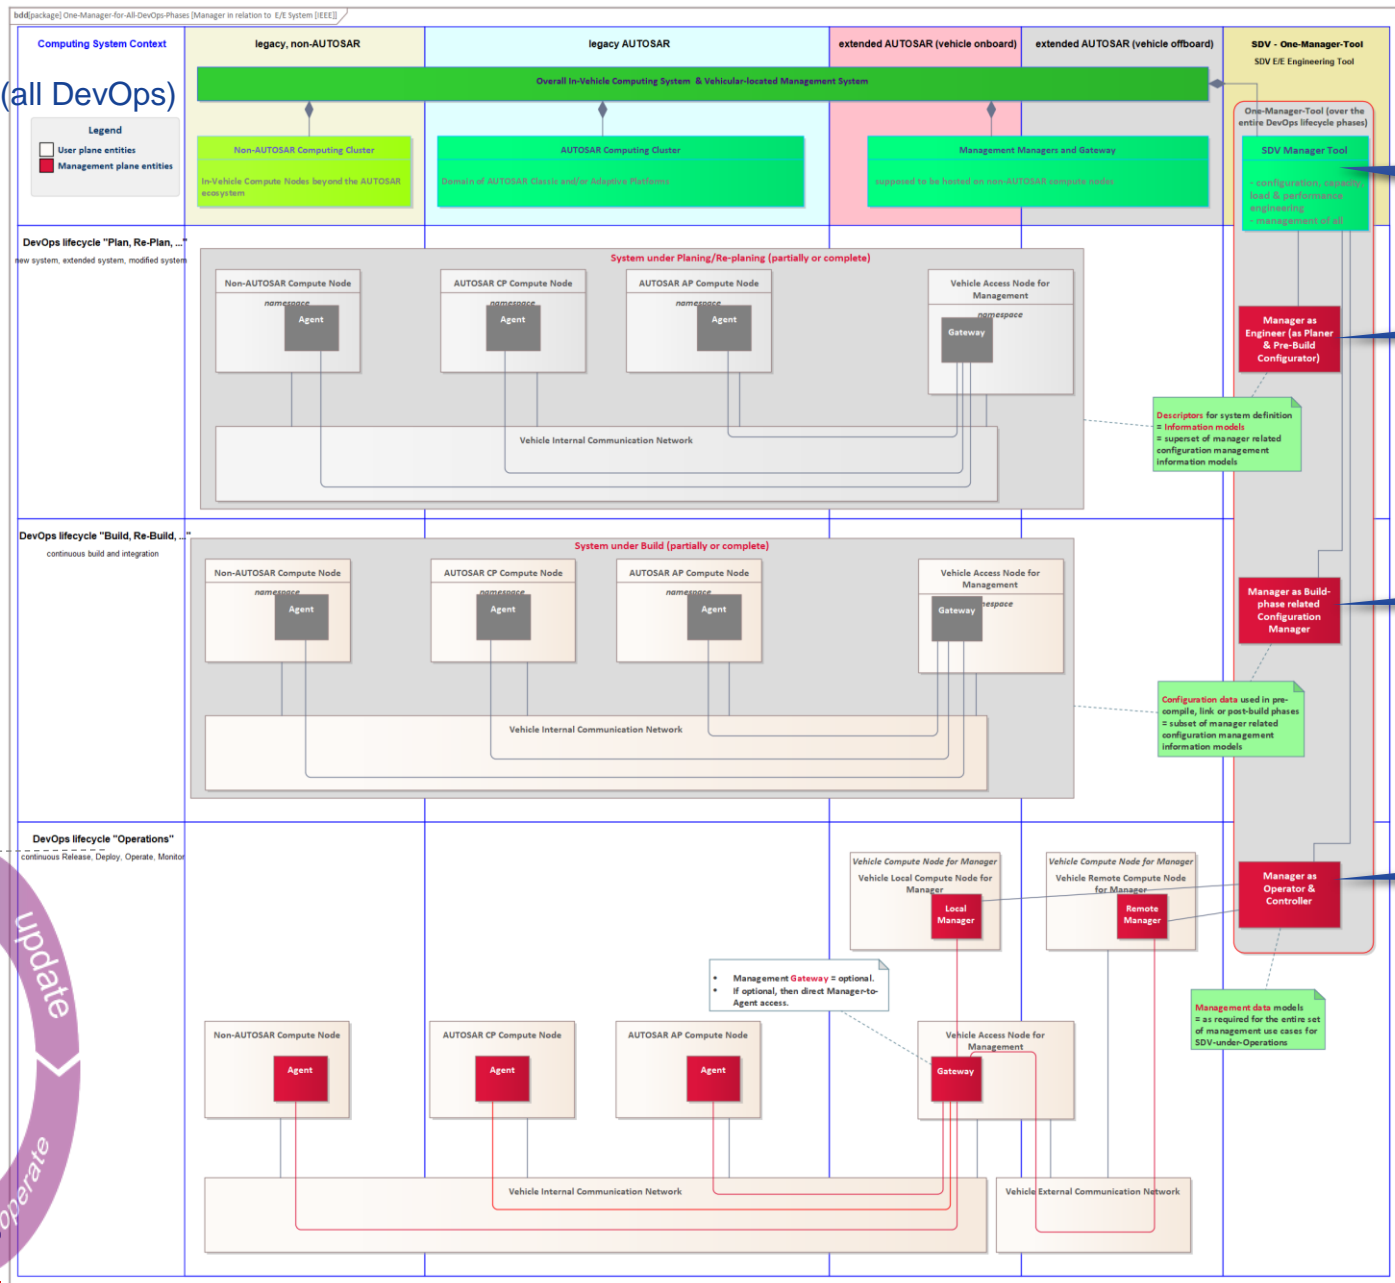 bdd[package] One-Manager-for-All-DevOps-Phases [Manager in relation to E/E System [IEEE]]
Computing System Context
legacy, non-AUTOSAR
legacy AUTOSAR
extended AUTOSAR (vehicle onboard)
extended AUTOSAR (vehicle offboard)
SDV - One-Manager-Tool
SDV E/E Engineering Tool
(all DevOps)
Overall In-Vehicle Computing System & Vehicular-located Management System
Legend
User plane entities
Management plane entities
Non-AUTOSAR Computing Cluster
In-Vehicle Compute Nodes beyond the AUTOSAR
ecosystem
AUTOSAR Computing Cluster
Domain of AUTOSAR Classic and/or Adaptive Platforms
Management Managers and Gateway
supposed to be hosted on non-AUTOSAR compute nodes
One-Manager-Tool (over the
entire DevOps lifecycle phases)
SDV Manager Tool
- configuration, capacity,
load & performance
engineering
- management of all
DevOps lifecycle "Plan, Re-Plan, ..."
new system, extended system, modified system
System under Planing/Re-planing (partially or complete)
Non-AUTOSAR Compute Node
namespace
Agent
AUTOSAR CP Compute Node
namespace
Agent
AUTOSAR AP Compute Node
namespace
Agent
Vehicle Access Node for
Management
namespace
Gateway
Vehicle Internal Communication Network
Manager as
Engineer (as Planer
& Pre-Build
Configurator)
Descriptors for system definition
= Information models
= superset of manager related
configuration management
information models
DevOps lifecycle "Build, Re-Build, ..."
continuous build and integration
System under Build (partially or complete)
Non-AUTOSAR Compute Node
namespace
Agent
AUTOSAR CP Compute Node
namespace
Agent
AUTOSAR AP Compute Node
namespace
Agent
Vehicle Access Node for
Management
espace
Gateway
Vehicle Internal Communication Network
Manager as Build-
phase related
Configuration
Manager
Configuration data used in pre-
compile, link or post-build phases
= subset of manager related
configuration management
information models
DevOps lifecycle "Operations"
continuous Release, Deploy, Operate, Monitor
Vehicle Compute Node for Manager
Vehicle Local Compute Node for
Manager
Local
Manager
Vehicle Compute Node for Manager
Vehicle Remote Compute Node
for Manager
Remote
Manager
Manager as
Operator &
Controller
update
operate
• Management Gateway = optional.
• If optional, then direct Manager-to-
Agent access.
Management data models
= as required for the entire set
of management use cases for
SDV-under-Operations
Non-AUTOSAR Compute Node
Agent
AUTOSAR CP Compute Node
Agent
AUTOSAR AP Compute Node
Agent
Vehicle Access Node for
Management
Gateway
Vehicle Internal Communication Network
Vehicle External Communication Network